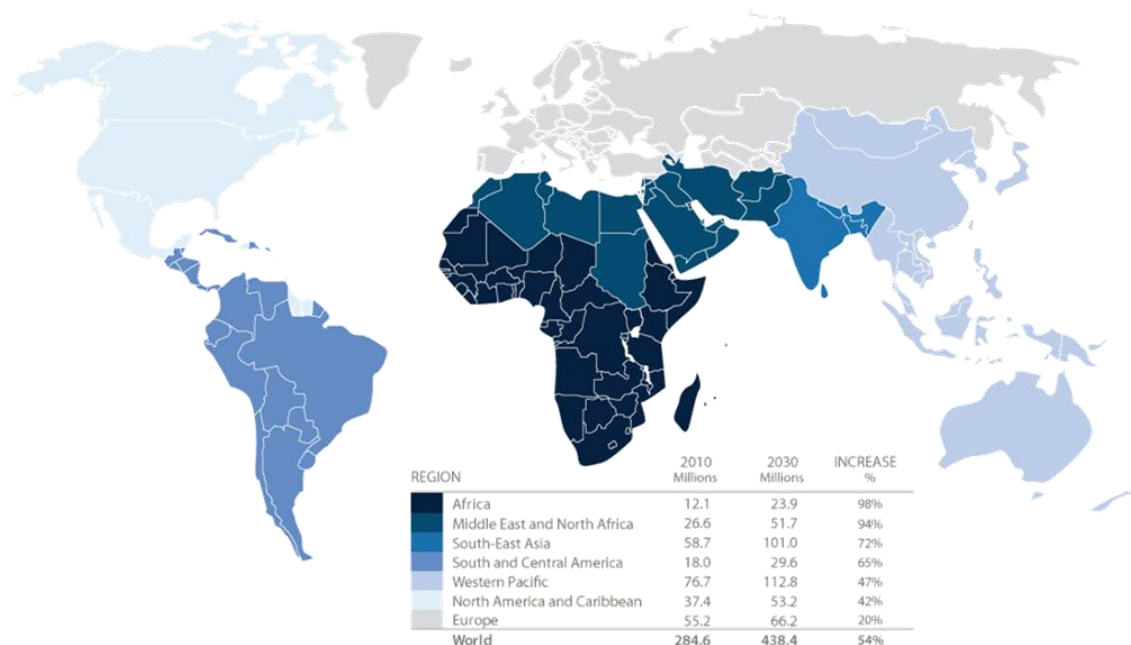 REGION 2010 Millions 2030 Millions INCREASE %
Africa 12.1 23.9 98%
Middle East and North Africa 26.6 51.7 94%
South-East Asia 58.7 101.0 72%
South and Central America 18.0 29.6 65%
Western Pacific 76.7 112.8 47%
North America and Caribbean 37.4 53.2 42%
Europe 55.2 66.2 20%
World 284.6 438.4 54%